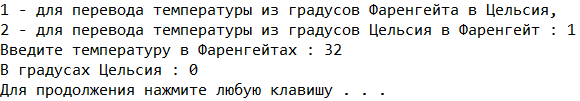 1 - для перевода температуры из градусов Фаренгейта в Цельсия,
2 - для перевода температуры из градусов Цельсия в Фаренгейт : 1
Введите температуру в Фаренгейтах : 32
В градусах Цельсия : 0
Для продолжения нажмите любую клавишу . . .